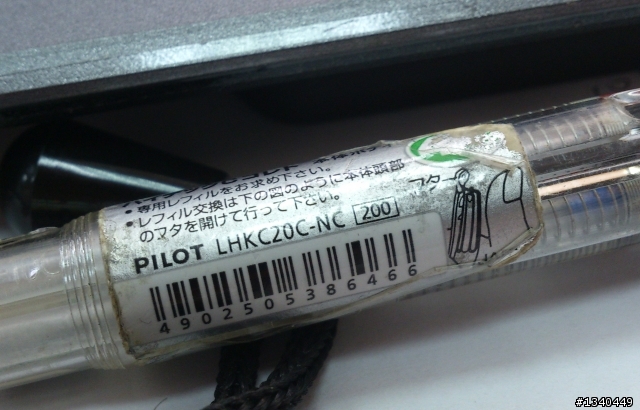 ・専用レフィルをお求め下さい。
・レフィル交換は下の図のように本体頭部
のフタを開けて行って下さい。
フタ
PILOT LHKC20C-NC 200
4902505386466
#1340449